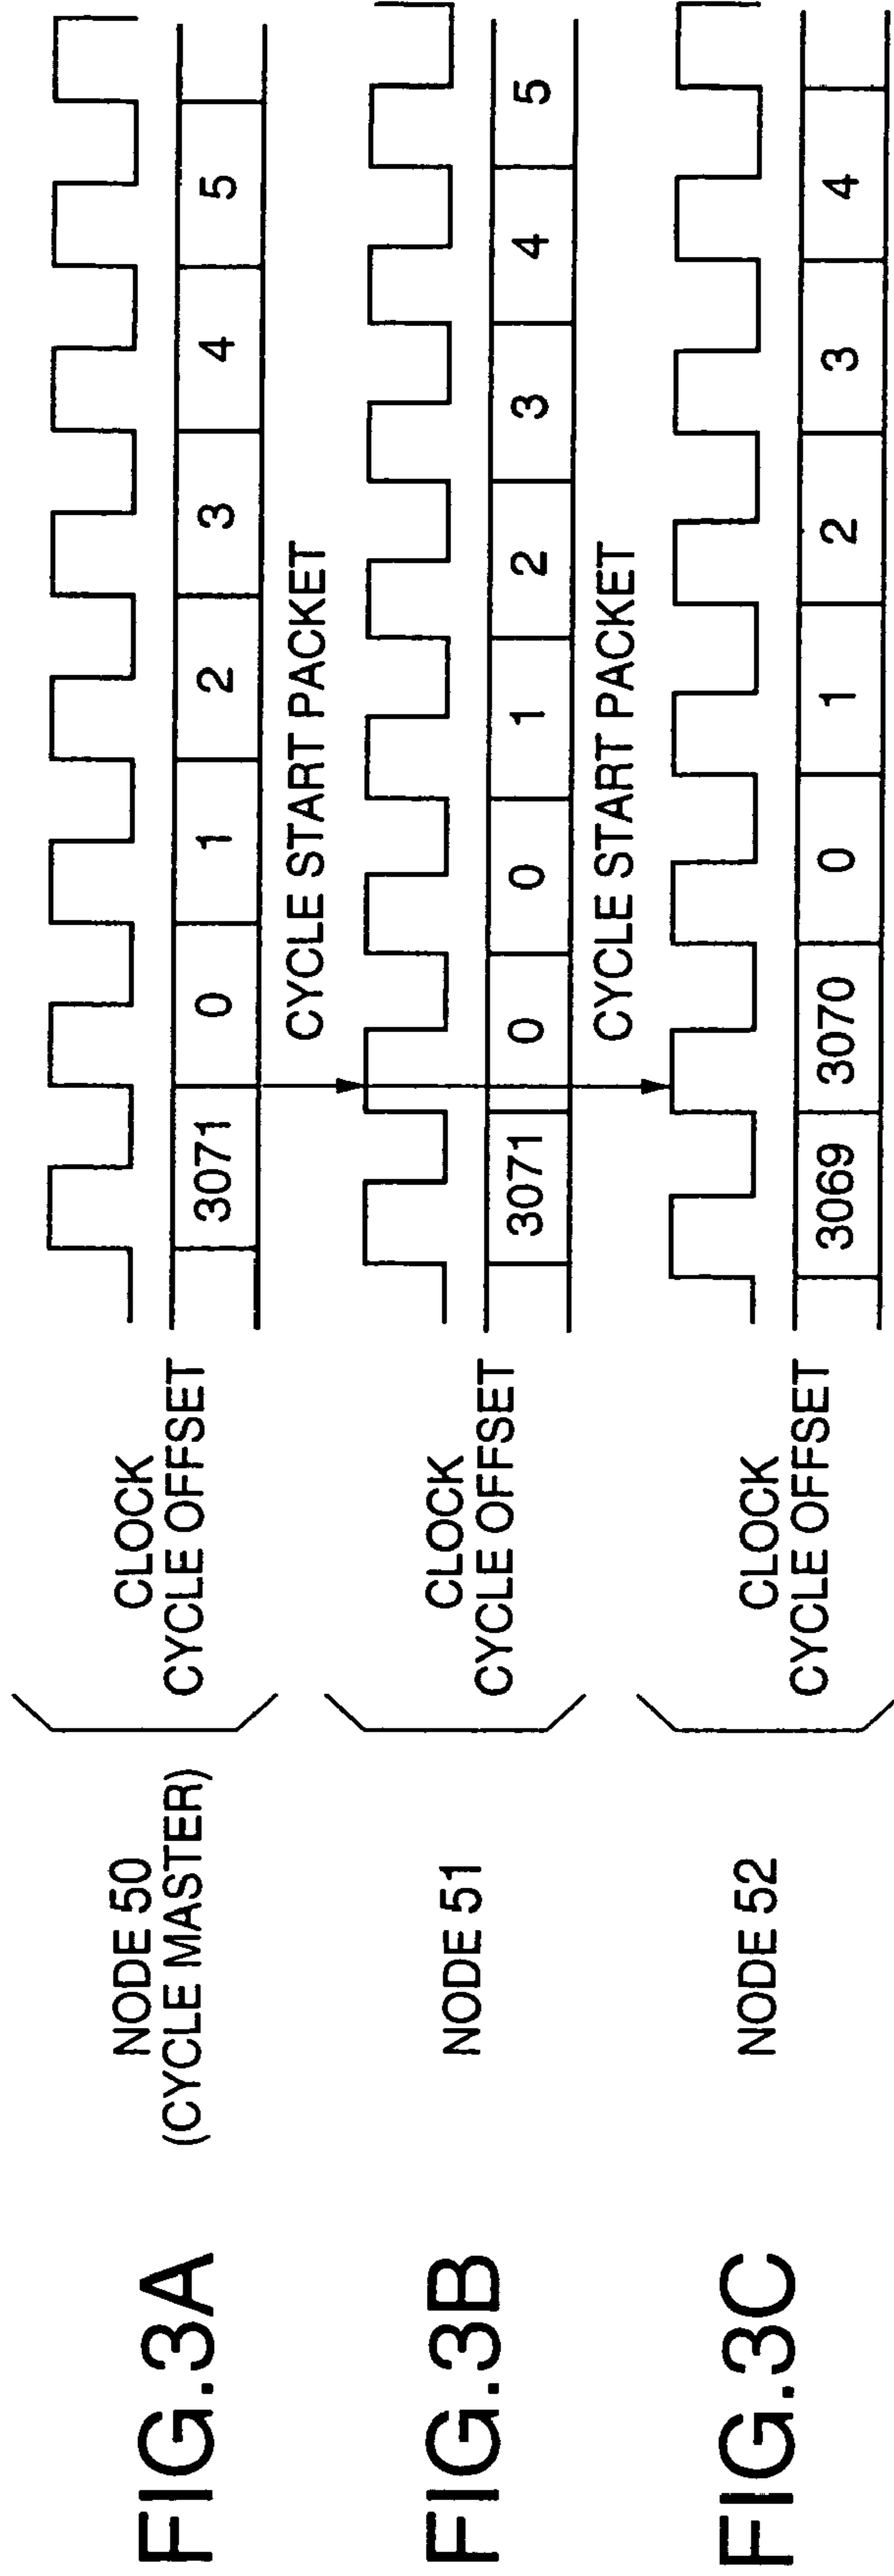 FIG.3A
NODE 50
(CYCLE MASTER)
CLOCK
CYCLE OFFSET
3071 0 1 2 3 4 5
CYCLE START PACKET
FIG.3B
NODE 51
CLOCK
CYCLE OFFSET
3071 0 0 1 2 3 4 5
CYCLE START PACKET
FIG.3C
NODE 52
CLOCK
CYCLE OFFSET
3069 3070 0 1 2 3 4